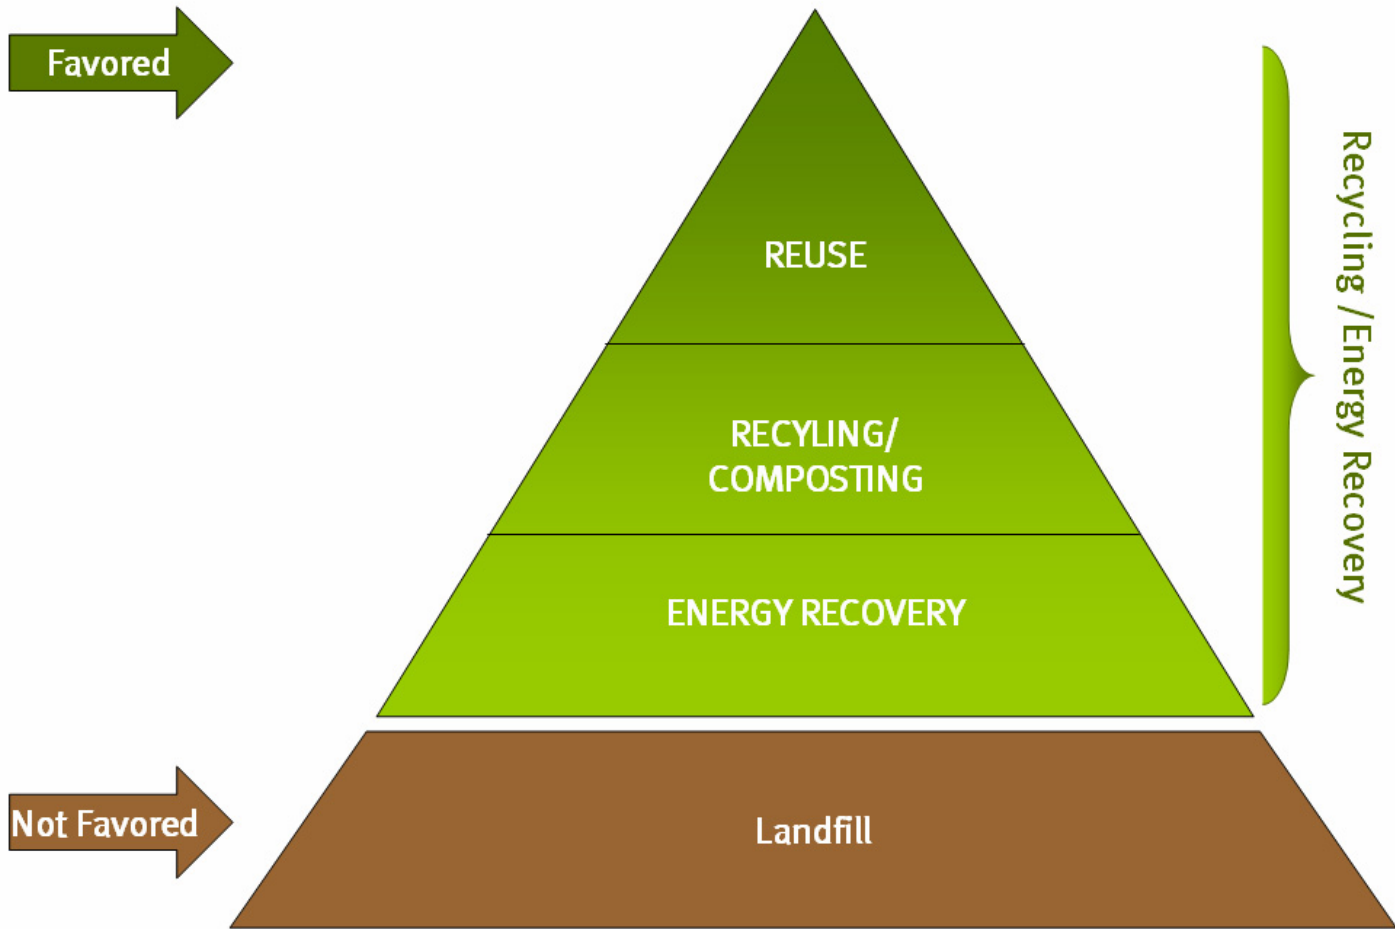 Favored
REUSE
RECYLING/
COMPOSTING
ENERGY RECOVERY
Recycling /Energy Recovery
Not Favored
Landfill